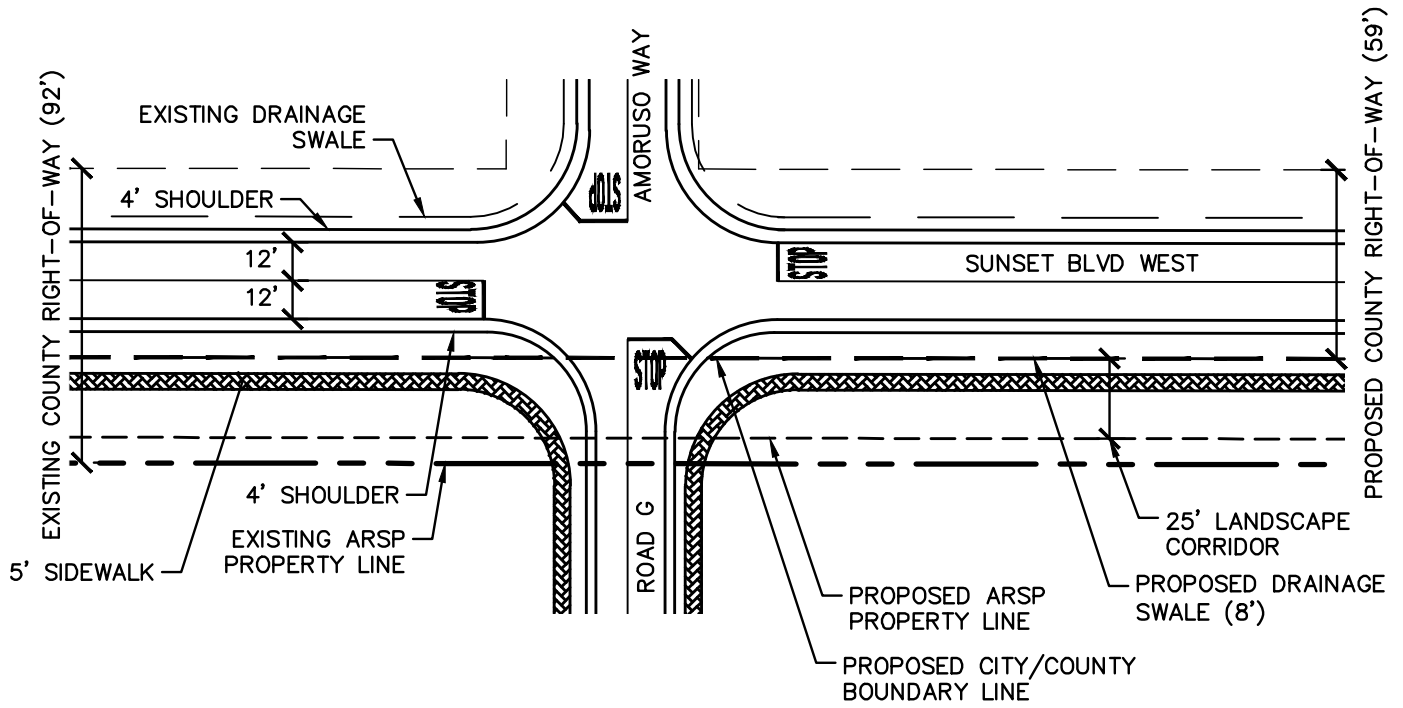 EXISTING COUNTY RIGHT-OF-WAY (92')
EXISTING DRAINAGE
SWALE
4' SHOULDER
12'
12'
STOP
AMORUSO WAY
STOP
SUNSET BLVD WEST
PROPOSED COUNTY RIGHT-OF-WAY (59')
STOP
STOP
ROAD G
4' SHOULDER
EXISTING ARSP
PROPERTY LINE
5' SIDEWALK
25' LANDSCAPE
CORRIDOR
PROPOSED DRAINAGE
SWALE (8')
PROPOSED ARSP
PROPERTY LINE
PROPOSED CITY/COUNTY
BOUNDARY LINE